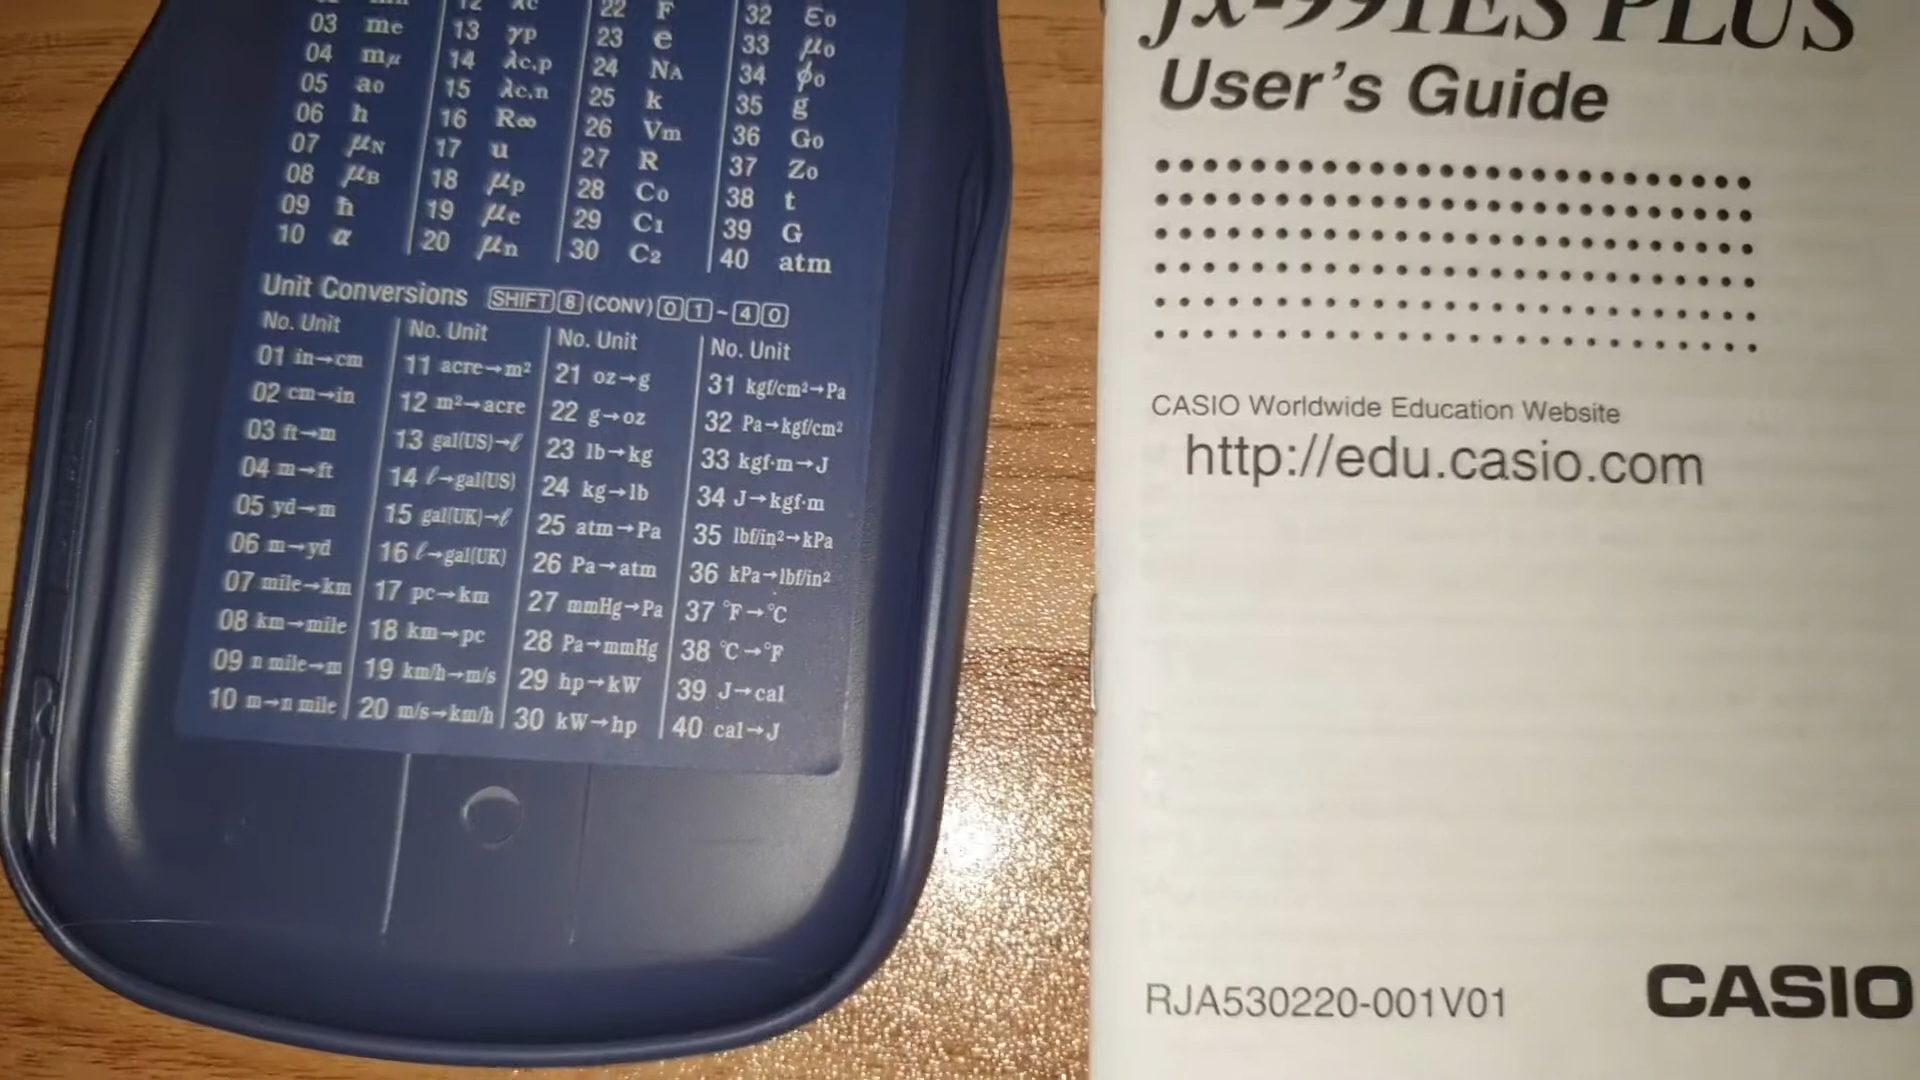 12 λc 22 F 32 ε0
03 me 13 γp 23 e 33 μ0
04 mμ 14 λc,p 24 NA 34 ϕ0
05 a0 15 λc,n 25 k 35 g
06 h 16 R∞ 26 Vm 36 G0
07 μN 17 u 27 R 37 Z0
08 μB 18 μp 28 C0 38 t
09 ħ 19 μe 29 C1 39 G
10 α 20 μn 30 C2 40 atm
Unit Conversions SHIFT 8 (CONV) 0 1 ~ 4 0
No. Unit No. Unit No. Unit No. Unit
01 in→cm 11 acre→m² 21 oz→g 31 kgf/cm²→Pa
02 cm→in 12 m²→acre 22 g→oz 32 Pa→kgf/cm²
03 ft→m 13 gal(US)→ℓ 23 lb→kg 33 kgf·m→J
04 m→ft 14 ℓ→gal(US) 24 kg→lb 34 J→kgf·m
05 yd→m 15 gal(UK)→ℓ 25 atm→Pa 35 lbf/in²→kPa
06 m→yd 16 ℓ→gal(UK) 26 Pa→atm 36 kPa→lbf/in²
07 mile→km 17 pc→km 27 mmHg→Pa 37 °F→°C
08 km→mile 18 km→pc 28 Pa→mmHg 38 °C→°F
09 n mile→m 19 km/h→m/s 29 hp→kW 39 J→cal
10 m→n mile 20 m/s→km/h 30 kW→hp 40 cal→J
fx-991ES PLUS
User's Guide
CASIO Worldwide Education Website
http://edu.casio.com
RJA530220-001V01
CASIO